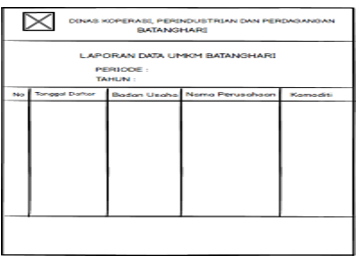 DINAS KOPERASI, PERINDUSTRIAN DAN PERDAGANGAN
BATANGHARI
LAPORAN DATA UMKM BATANGHARI
PERIODE :
TAHUN :
No Tanggal Daftar Badan Usaha Nama Perusahaan Komoditi